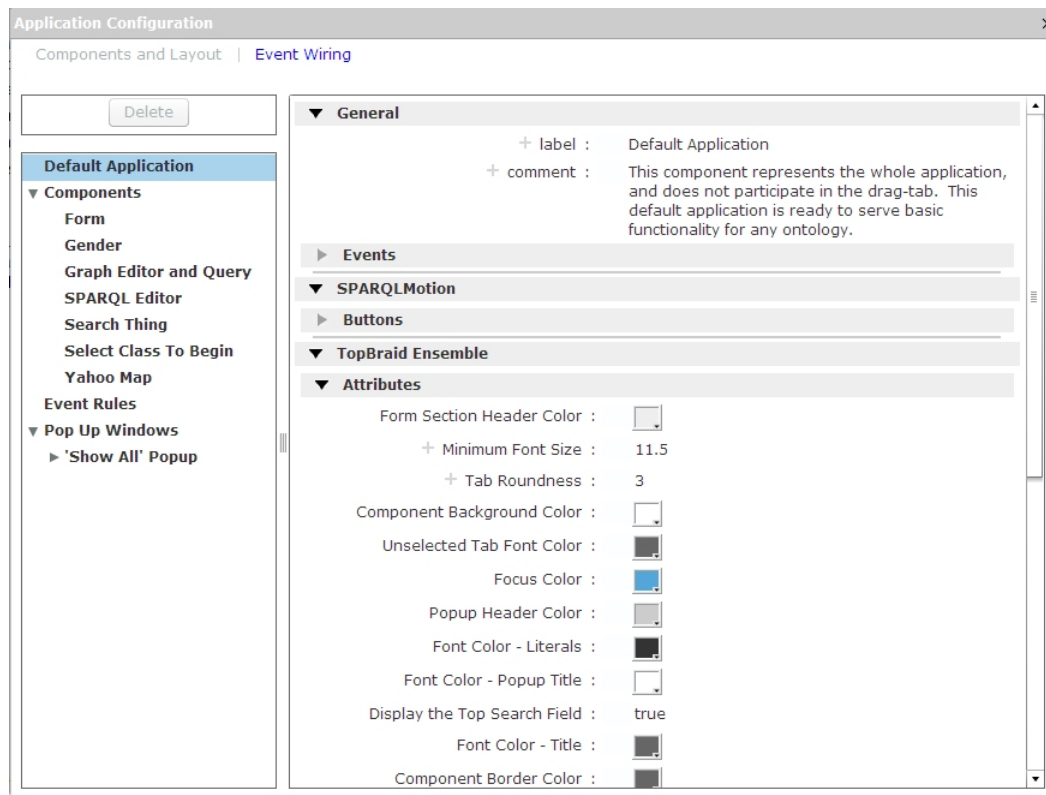 Application Configuration
Components and Layout | Event Wiring
Delete
Default Application
Components
Form
Gender
Graph Editor and Query
SPARQL Editor
Search Thing
Select Class To Begin
Yahoo Map
Event Rules
Pop Up Windows
'Show All' Popup
General
label : Default Application
comment : This component represents the whole application,
and does not participate in the drag-tab. This
default application is ready to serve basic
functionality for any ontology.
Events
SPARQLMotion
Buttons
TopBraid Ensemble
Attributes
Form Section Header Color :
Minimum Font Size : 11.5
Tab Roundness : 3
Component Background Color :
Unselected Tab Font Color :
Focus Color :
Popup Header Color :
Font Color - Literals :
Font Color - Popup Title :
Display the Top Search Field : true
Font Color - Title :
Component Border Color :